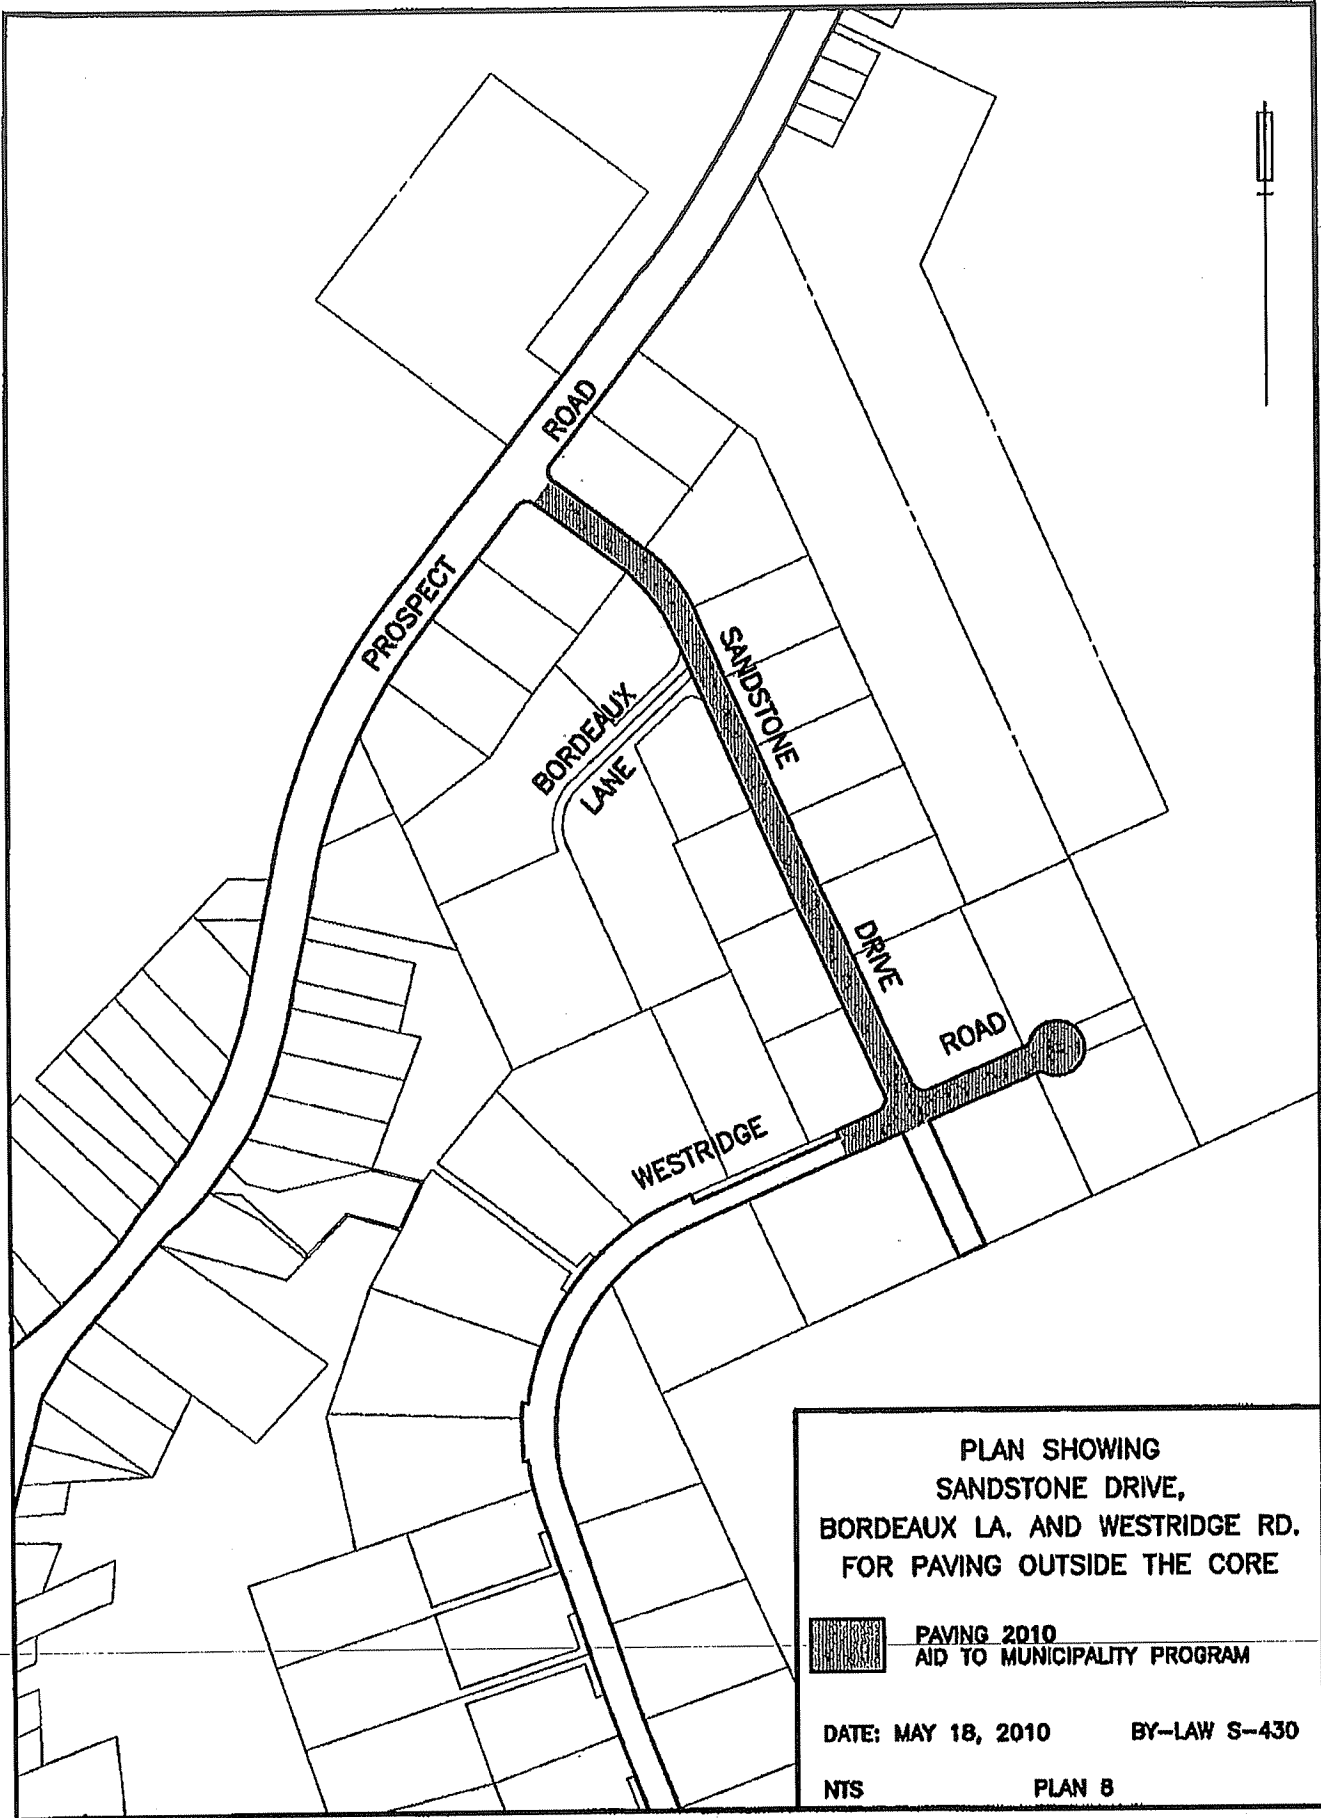 ROAD
PROSPECT
SANDSTONE
BORDEAUX
LANE
DRIVE
ROAD
WESTRIDGE
PLAN SHOWING
SANDSTONE DRIVE,
BORDEAUX LA. AND WESTRIDGE RD.
FOR PAVING OUTSIDE THE CORE
PAVING 2010
AID TO MUNICIPALITY PROGRAM
DATE: MAY 18, 2010 BY-LAW S-430
NTS PLAN 8